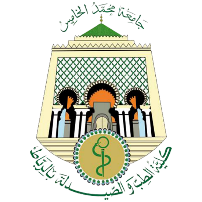 جامعة محمد الخامس
كلية الطب و الصيدلة بالرباط